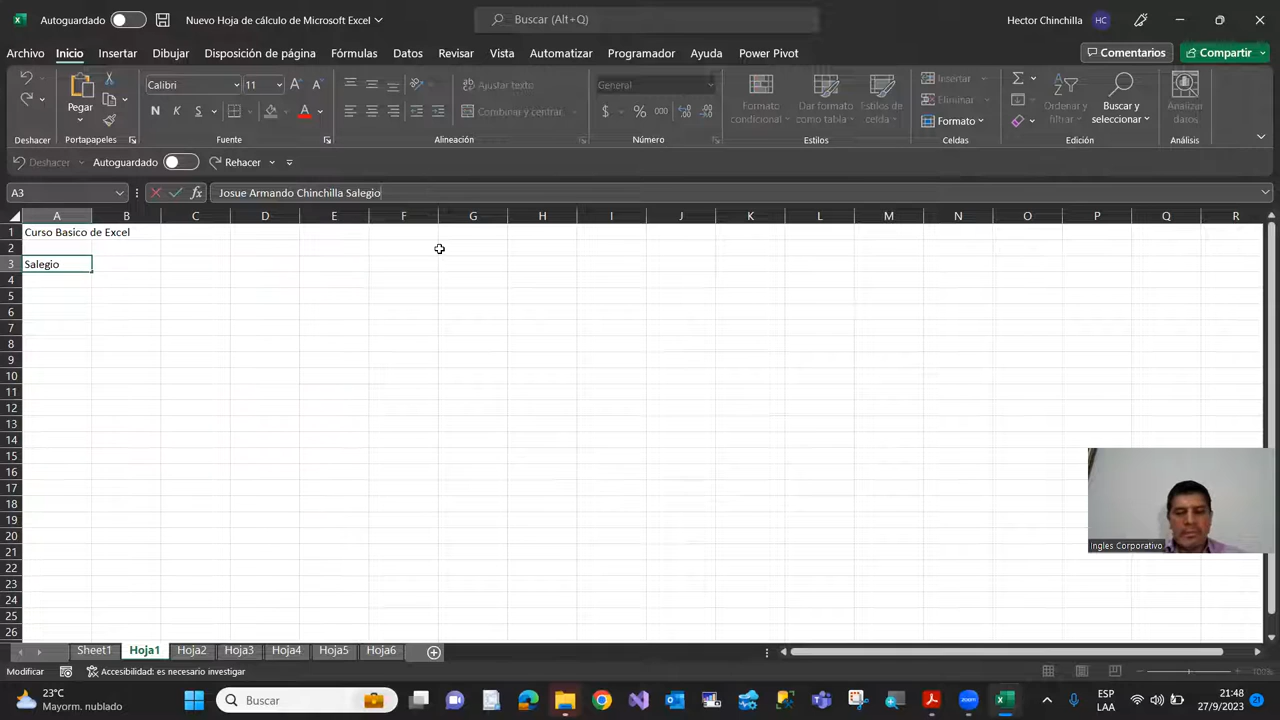 Autoguardado
Nuevo Hoja de cálculo de Microsoft Excel
Buscar (Alt+Q)
Hector Chinchilla
HC
Archivo Inicio Insertar Dibujar Disposición de página Fórmulas Datos Revisar Vista Automatizar Programador Ayuda Power Pivot
Comentarios
Compartir
Pegar
Calibri
11
N K S
Ajustar texto
Combinar y centrar
General
$ % 000
Formato condicional
Dar formato como tabla
Estilos de celda
Insertar
Eliminar
Formato
Ordenar y filtrar
Buscar y seleccionar
Analizar datos
Deshacer Portapapeles Fuente Alineación Número Estilos Celdas Edición Análisis
Deshacer Autoguardado Rehacer
A3
fx
Josue Armando Chinchilla Salegio
A B C D E F G H I J K L M N O P Q R
1 Curso Basico de Excel
2
3 Salegio
4
5
6
7
8
9
10
11
12
13
14
15
16
17
18
19
20
21
22
23
24
25
26
Ingles Corporativo
Sheet1 Hoja1 Hoja2 Hoja3 Hoja4 Hoja5 Hoja6
Modificar
Accesibilidad: es necesario investigar
100%
23°C
Mayorm. nublado
Buscar
zoom
ESP
LAA
21:48
27/9/2023
21